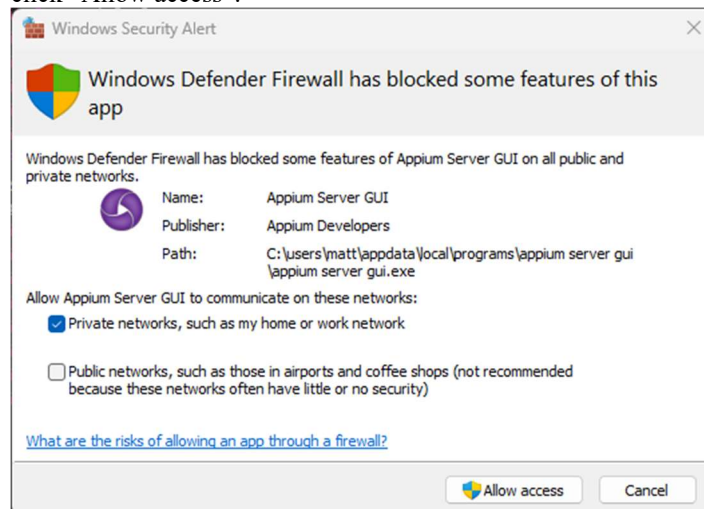 click "Allow access".
Windows Security Alert
Windows Defender Firewall has blocked some features of this
app
Windows Defender Firewall has blocked some features of Appium Server GUI on all public and
private networks.
Name: Appium Server GUI
Publisher: Appium Developers
Path: C:\users\matt\appdata\local\programs\appium server gui
\appium server gui.exe
Allow Appium Server GUI to communicate on these networks:
Private networks, such as my home or work network
Public networks, such as those in airports and coffee shops (not recommended
because these networks often have little or no security)
What are the risks of allowing an app through a firewall?
Allow access Cancel